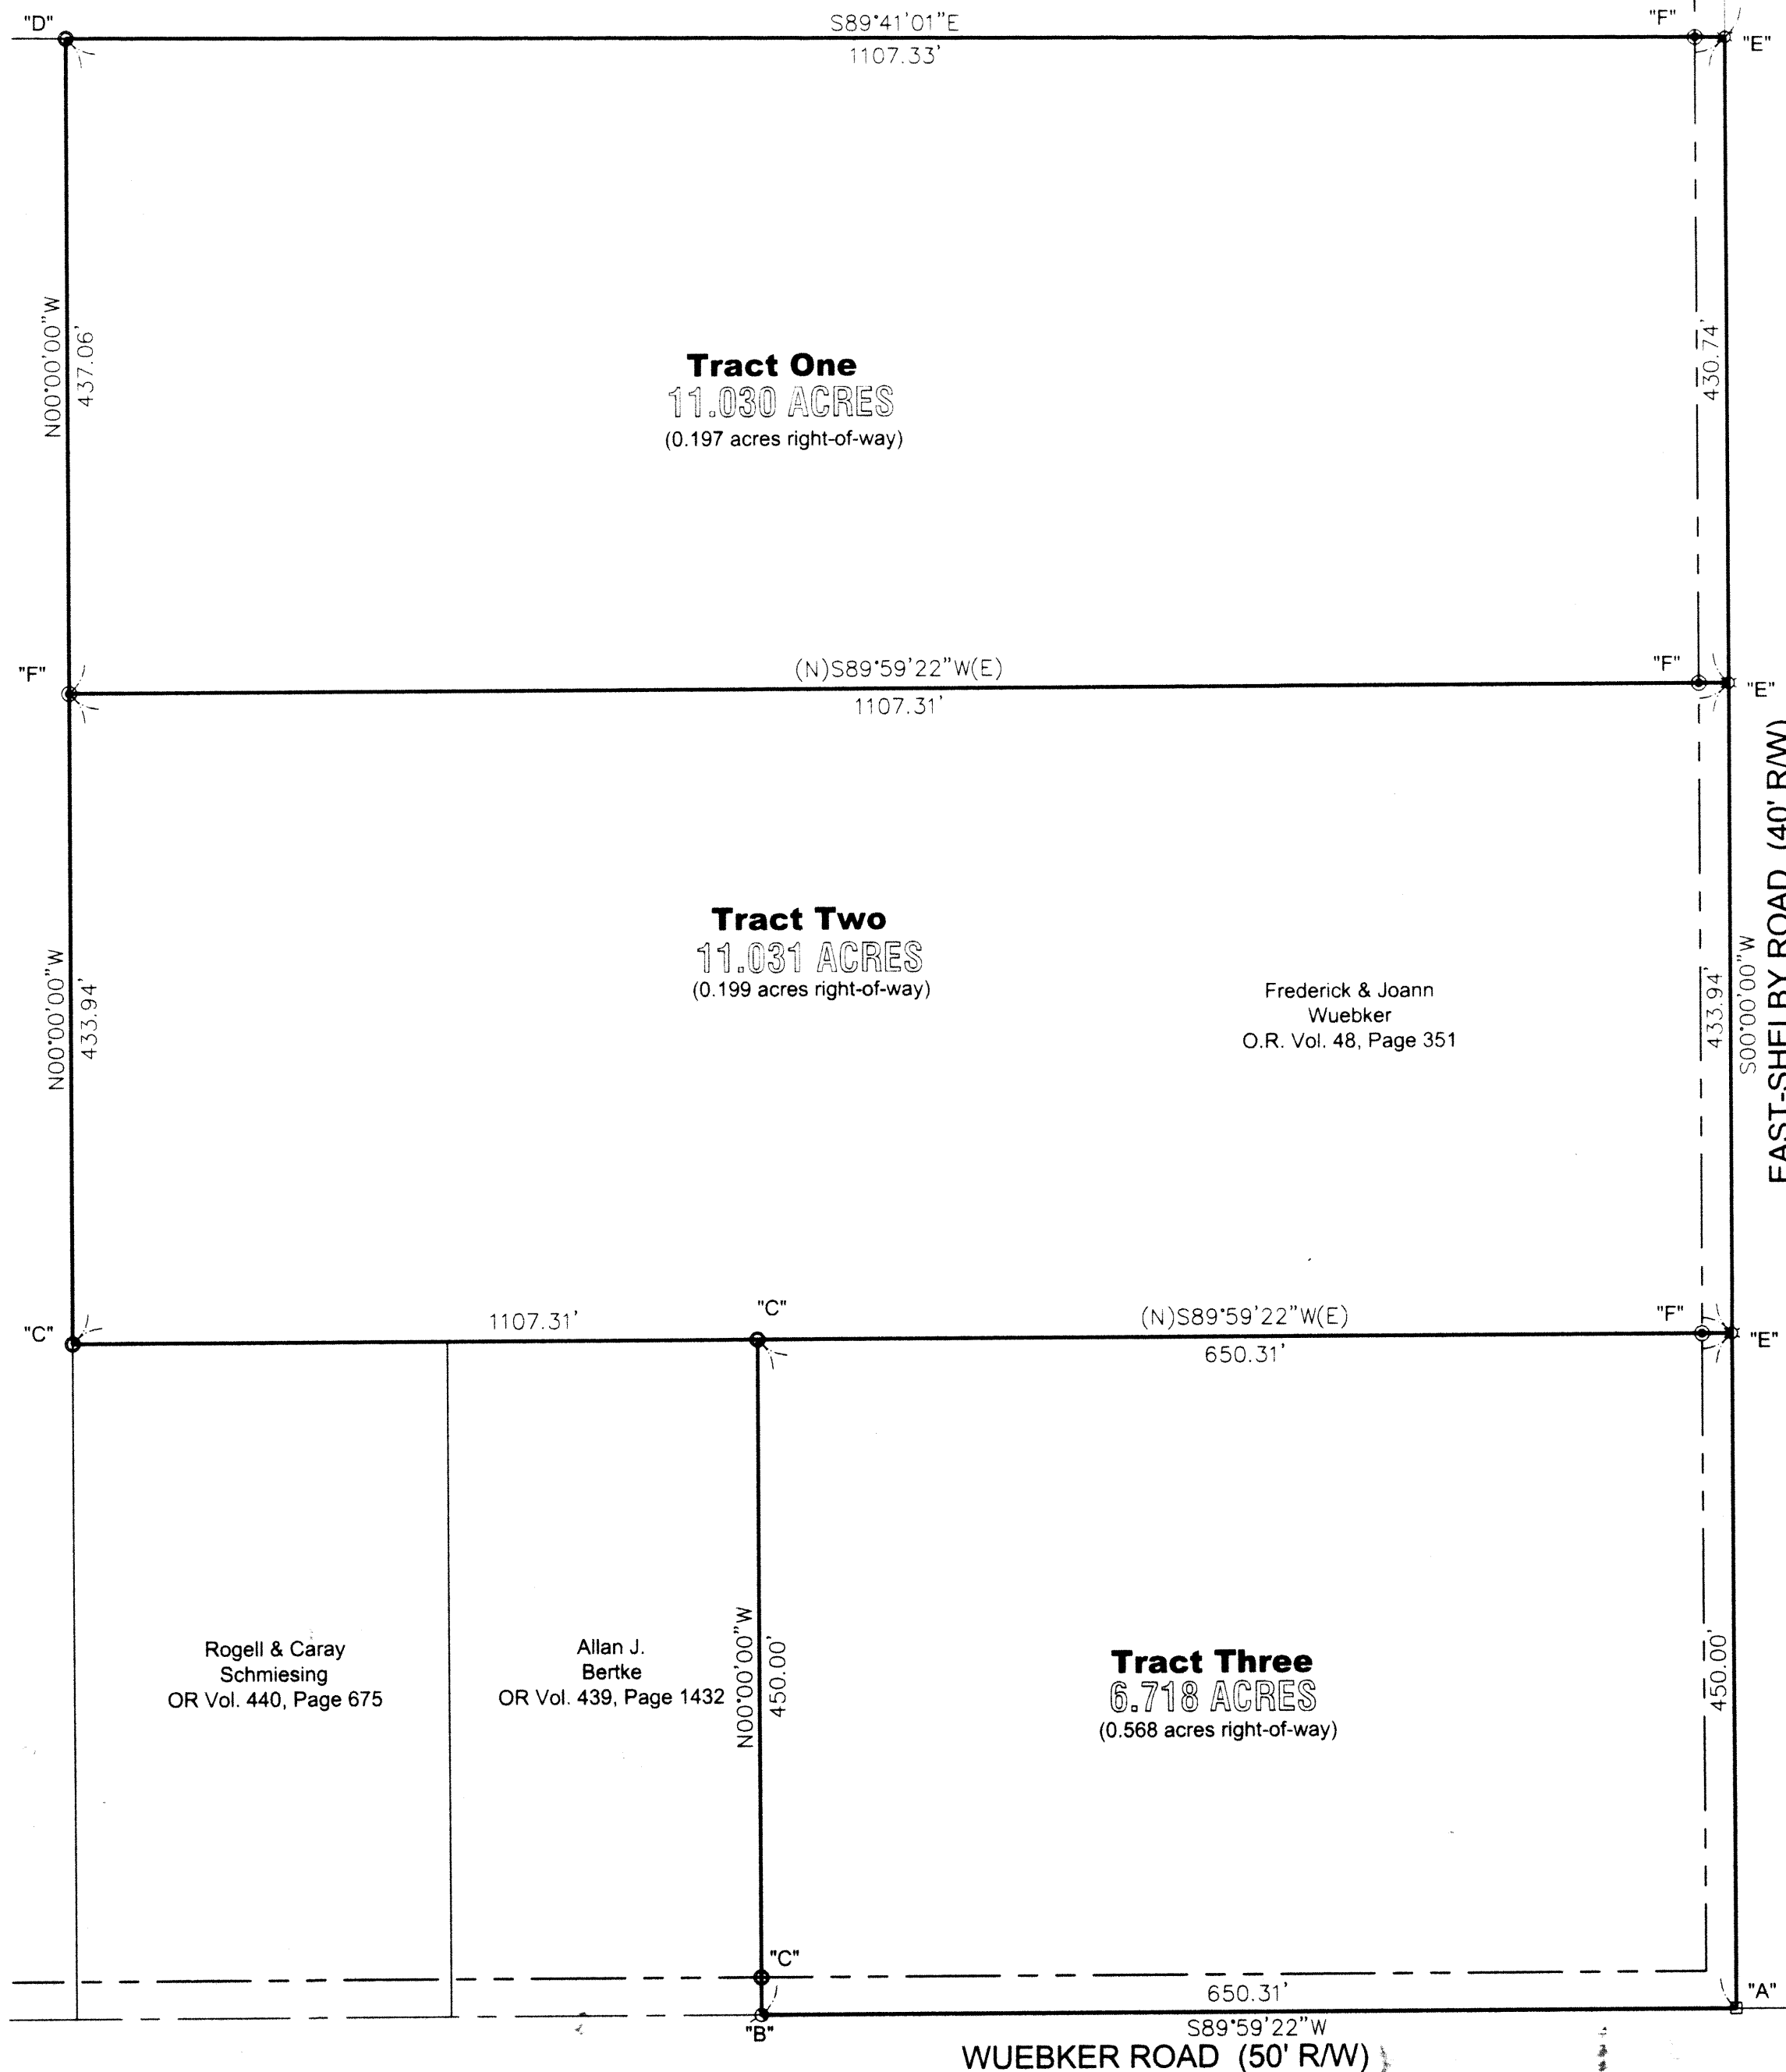 "D"
S89°41'01"E
1107.33'
"F"
"E"
N00°00'00"W
437.06'
430.74'
Tract One
11.030 ACRES
(0.197 acres right-of-way)
"F"
(N)S89°59'22"W(E)
1107.31'
"F"
"E"
EAST-SHELBY ROAD (40' R/W)
Tract Two
11.031 ACRES
(0.199 acres right-of-way)
N00°00'00"W
433.94'
Frederick & Joann
Wuebker
O.R. Vol. 48, Page 351
433.94'
S00°00'00"W
"C"
1107.31'
"C"
(N)S89°59'22"W(E)
650.31'
"F"
"E"
Rogell & Caray
Schmiesing
OR Vol. 440, Page 675
Allan J.
Bertke
OR Vol. 439, Page 1432
N00°00'00"W
450.00'
Tract Three
6.718 ACRES
(0.568 acres right-of-way)
450.00'
"C"
650.31'
"A"
"B"
S89°59'22"W
WUEBKER ROAD (50' R/W)